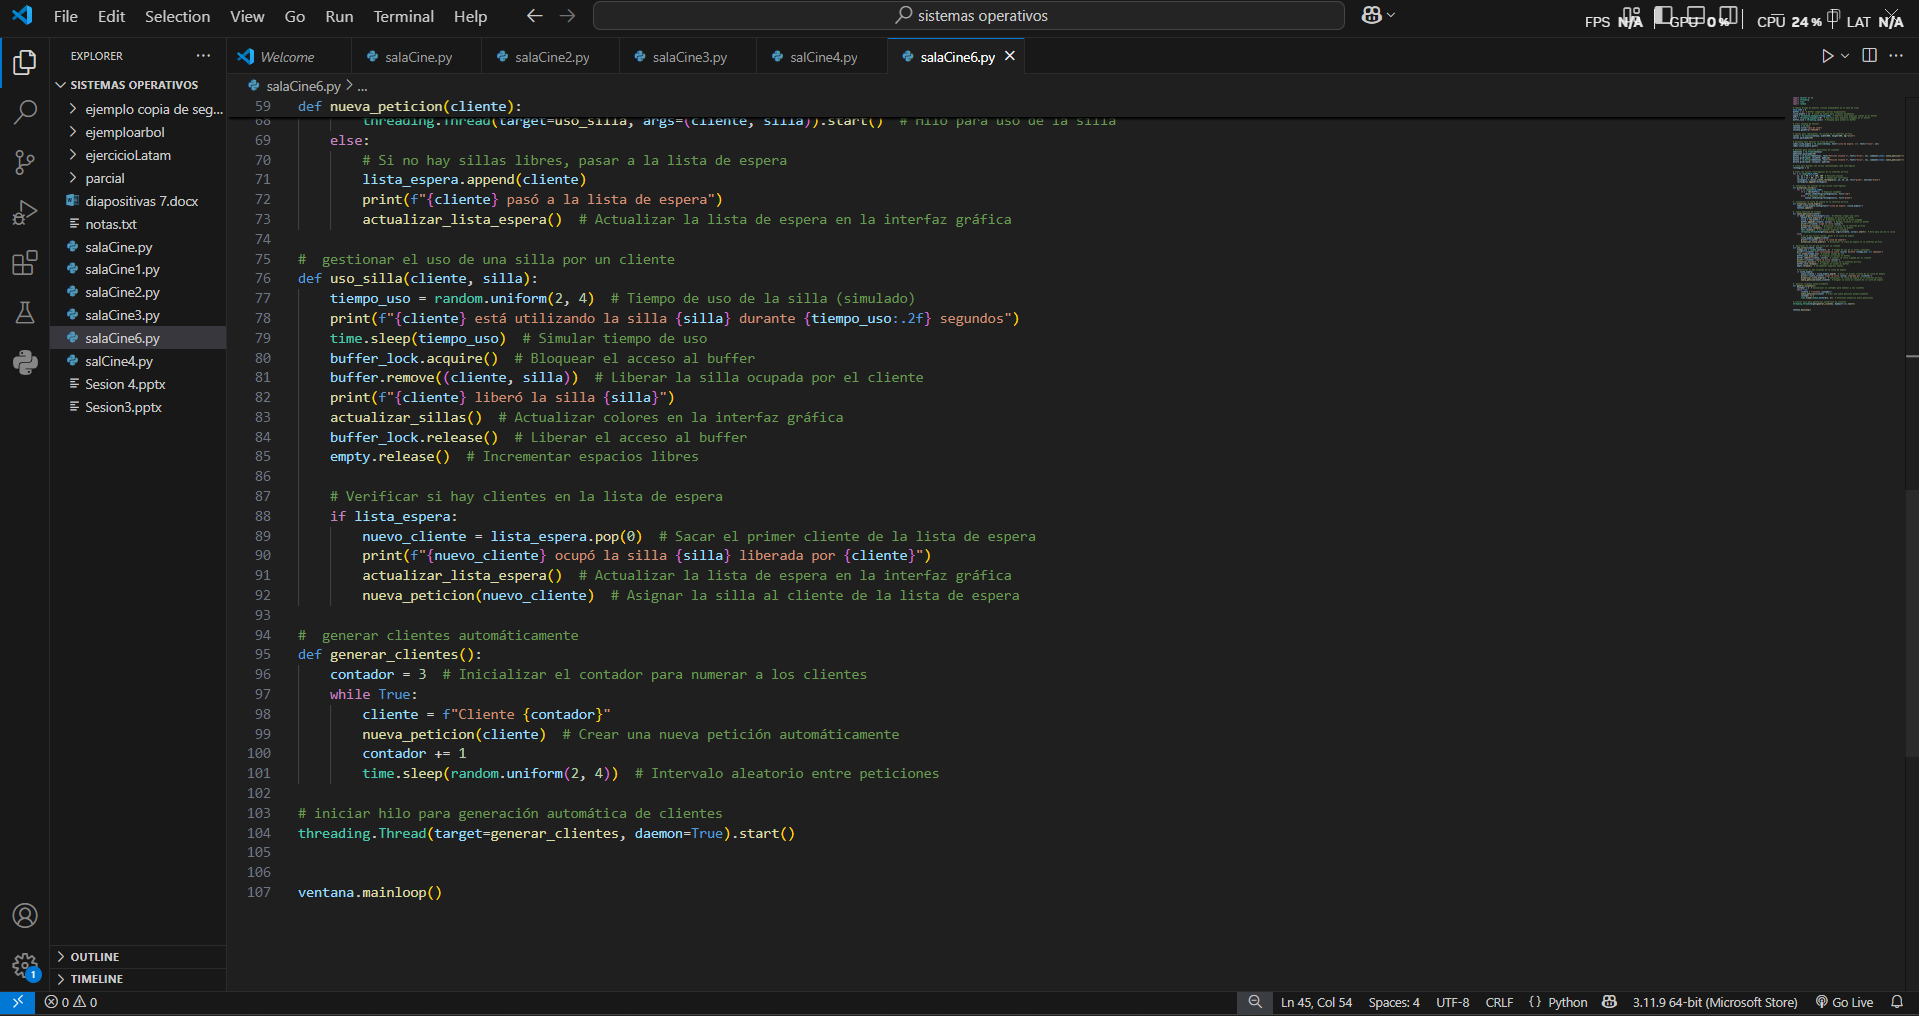 File Edit Selection View Go Run Terminal Help
sistemas operativos
FPS N/A GPU 0% CPU 24% LAT N/A
EXPLORER
SISTEMAS OPERATIVOS
ejemplo copia de seg...
ejemploarbol
ejercicioLatam
parcial
diapositivas 7.docx
notas.txt
salaCine.py
salaCine1.py
salaCine2.py
salaCine3.py
salaCine6.py
salCine4.py
Sesion 4.pptx
Sesion3.pptx
OUTLINE
TIMELINE
Welcome salaCine.py salaCine2.py salaCine3.py salCine4.py salaCine6.py
salaCine6.py > ...
59 def nueva_peticion(cliente):
68 threading.Thread(target=uso_silla, args=(cliente, silla)).start() # Hilo para uso de la silla
69 else:
70 # Si no hay sillas libres, pasar a la lista de espera
71 lista_espera.append(cliente)
72 print(f"{cliente} pasó a la lista de espera")
73 actualizar_lista_espera() # Actualizar la lista de espera en la interfaz gráfica
74
75 # gestionar el uso de una silla por un cliente
76 def uso_silla(cliente, silla):
77 tiempo_uso = random.uniform(2, 4) # Tiempo de uso de la silla (simulado)
78 print(f"{cliente} está utilizando la silla {silla} durante {tiempo_uso:.2f} segundos")
79 time.sleep(tiempo_uso) # Simular tiempo de uso
80 buffer_lock.acquire() # Bloquear el acceso al buffer
81 buffer.remove((cliente, silla)) # Liberar la silla ocupada por el cliente
82 print(f"{cliente} liberó la silla {silla}")
83 actualizar_sillas() # Actualizar colores en la interfaz gráfica
84 buffer_lock.release() # Liberar el acceso al buffer
85 empty.release() # Incrementar espacios libres
86
87 # Verificar si hay clientes en la lista de espera
88 if lista_espera:
89 nuevo_cliente = lista_espera.pop(0) # Sacar el primer cliente de la lista de espera
90 print(f"{nuevo_cliente} ocupó la silla {silla} liberada por {cliente}")
91 actualizar_lista_espera() # Actualizar la lista de espera en la interfaz gráfica
92 nueva_peticion(nuevo_cliente) # Asignar la silla al cliente de la lista de espera
93
94 # generar clientes automáticamente
95 def generar_clientes():
96 contador = 3 # Inicializar el contador para numerar a los clientes
97 while True:
98 cliente = f"Cliente {contador}"
99 nueva_peticion(cliente) # Crear una nueva petición automáticamente
100 contador += 1
101 time.sleep(random.uniform(2, 4)) # Intervalo aleatorio entre peticiones
102
103 # iniciar hilo para generación automática de clientes
104 threading.Thread(target=generar_clientes, daemon=True).start()
105
106
107 ventana.mainloop()
1
0 0
Ln 45, Col 54 Spaces: 4 UTF-8 CRLF {} Python 3.11.9 64-bit (Microsoft Store) Go Live